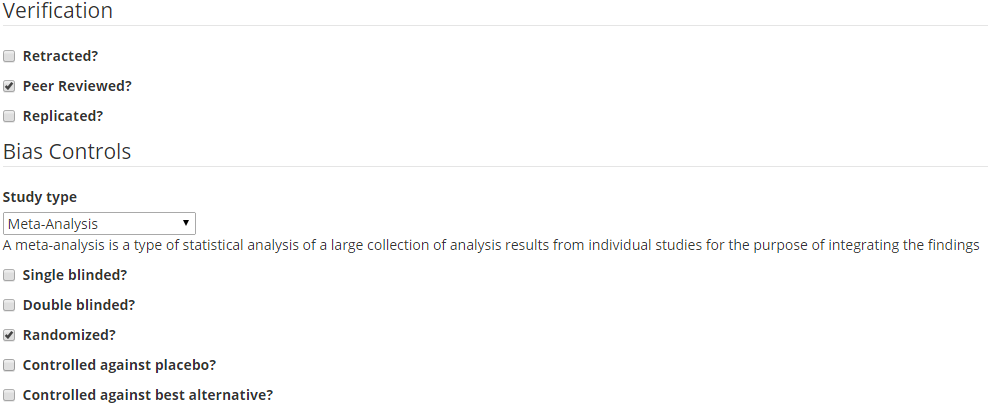 Verification
Retracted?
Peer Reviewed?
Replicated?
Bias Controls
Study type
Meta-Analysis
A meta-analysis is a type of statistical analysis of a large collection of analysis results from individual studies for the purpose of integrating the findings
Single blinded?
Double blinded?
Randomized?
Controlled against placebo?
Controlled against best alternative?